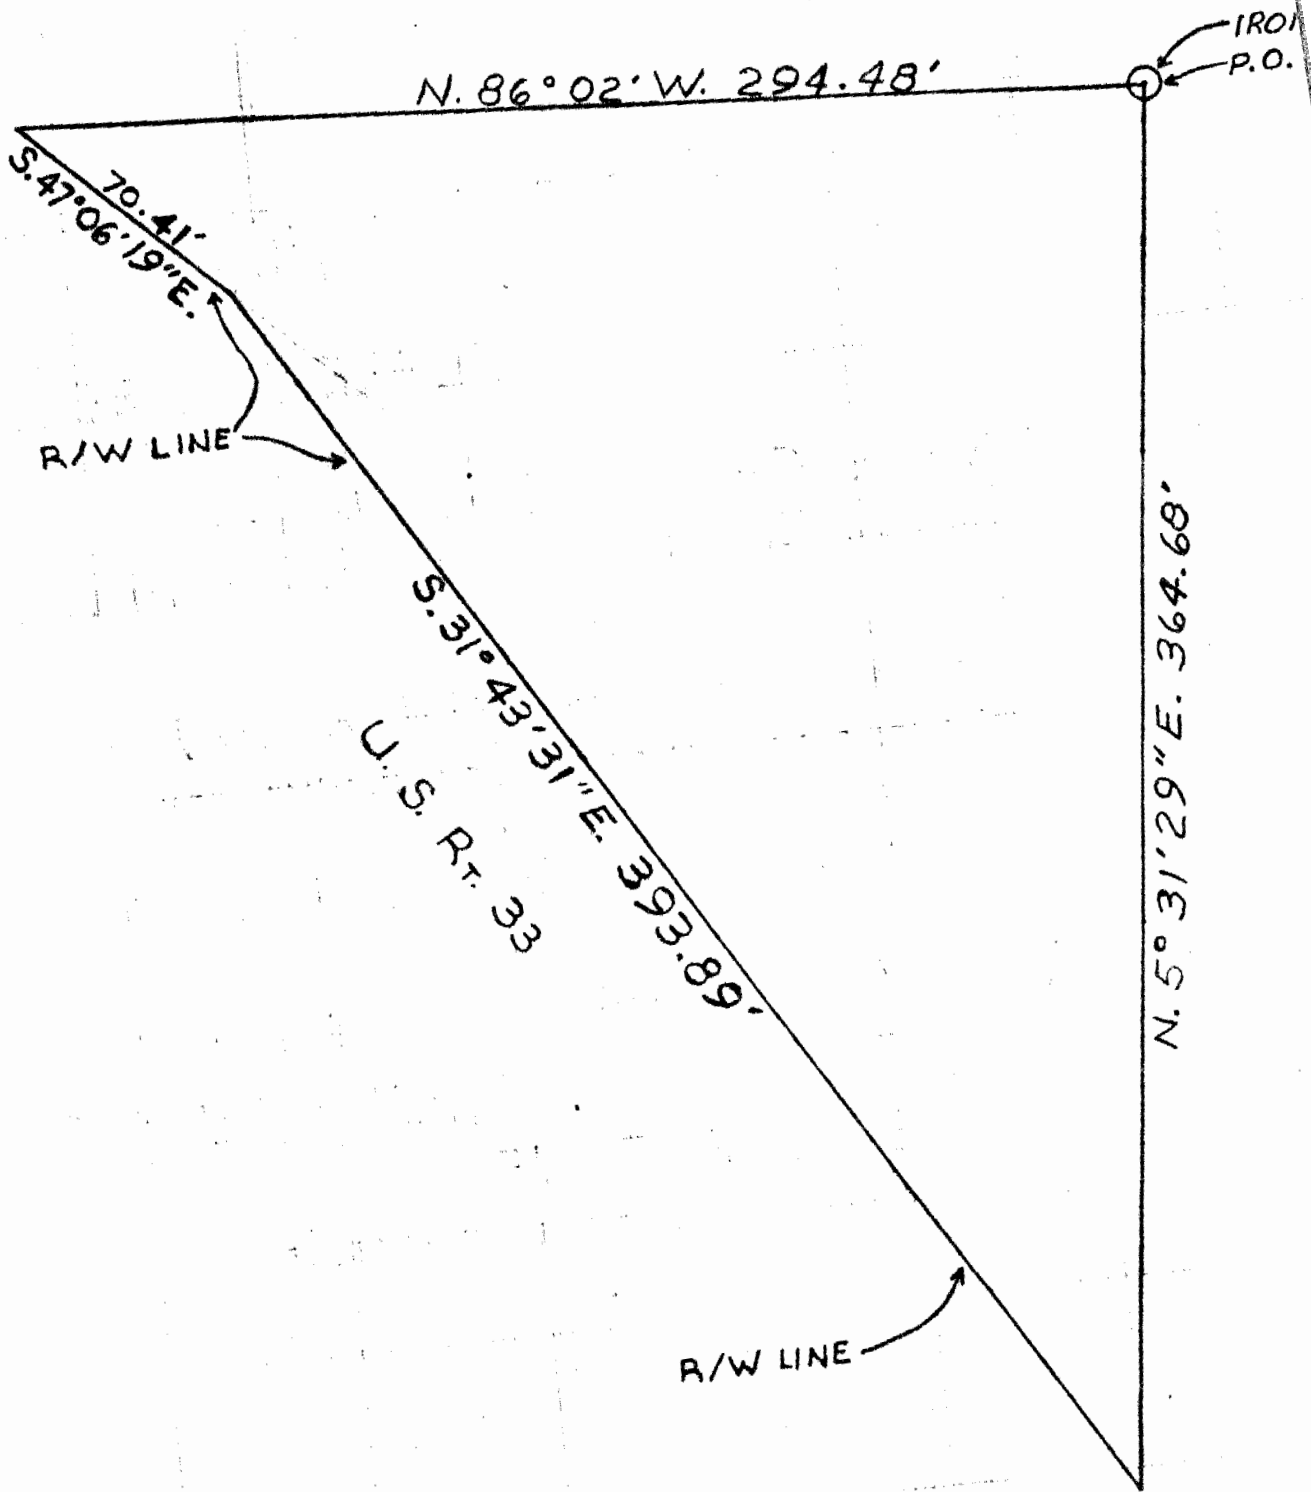 IRO
P.O.
N. 86° 02' W. 294.48'
70.41'
S. 47° 06' 19" E.
R/W LINE
S. 31° 43' 31" E. 393.89'
U. S. RT. 33
N. 5° 31' 29" E. 364.68'
R/W LINE